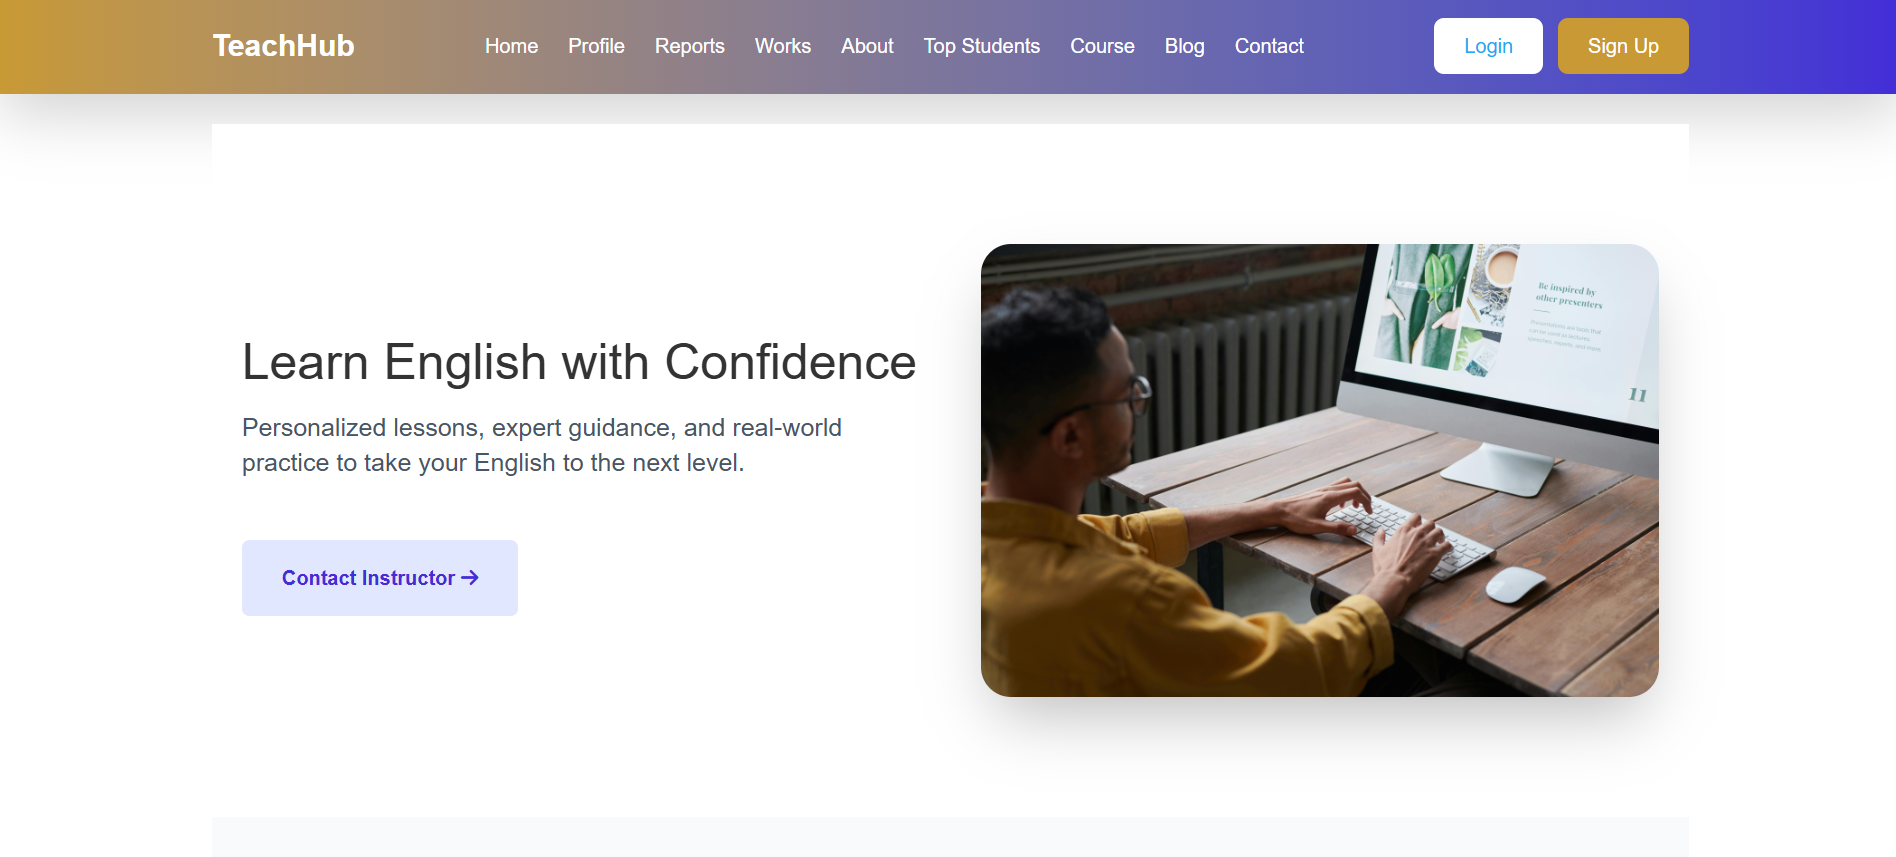 TeachHub
Home Profile Reports Works About Top Students Course Blog Contact
Login
Sign Up
Learn English with Confidence
Personalized lessons, expert guidance, and real-world
practice to take your English to the next level.
Contact Instructor →
Be inspired by
other presenters
11